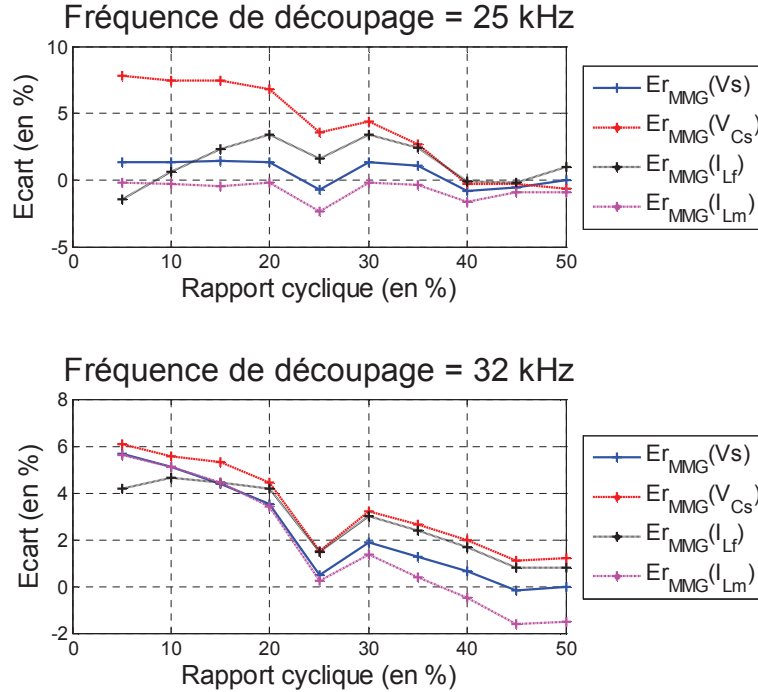 Fréquence de découpage = 25 kHz
10
5
0
-5
Ecart (en %)
0 10 20 30 40 50
Rapport cyclique (en %)
Er_MMG(Vs)
Er_MMG(V_Cs)
Er_MMG(I_Lf)
Er_MMG(I_Lm)
Fréquence de découpage = 32 kHz
8
6
4
2
0
-2
Ecart (en %)
0 10 20 30 40 50
Rapport cyclique (en %)
Er_MMG(Vs)
Er_MMG(V_Cs)
Er_MMG(I_Lf)
Er_MMG(I_Lm)